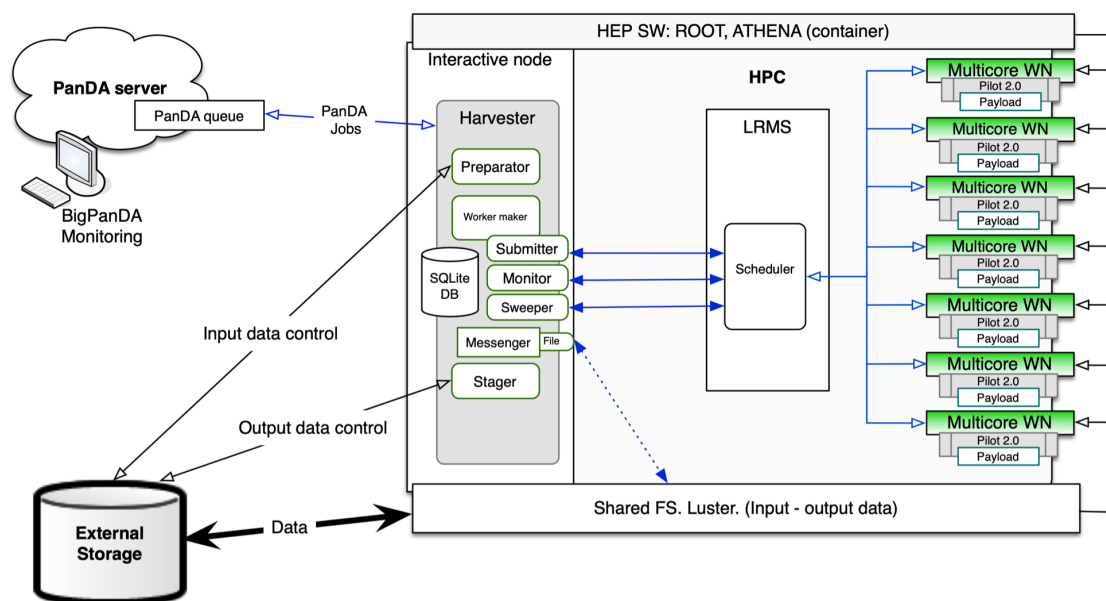 HEP SW: ROOT, ATHENA (container)
PanDA server
PanDA queue
BigPanDA
Monitoring
PanDA
Jobs
Interactive node
Harvester
Preparator
Worker maker
Submitter
SQLite
DB
Monitor
Sweeper
Messenger
File
Stager
Input data control
Output data control
External
Storage
Data
HPC
LRMS
Scheduler
Multicore WN
Pilot 2.0
Payload
Multicore WN
Pilot 2.0
Payload
Multicore WN
Pilot 2.0
Payload
Multicore WN
Pilot 2.0
Payload
Multicore WN
Pilot 2.0
Payload
Multicore WN
Pilot 2.0
Payload
Multicore WN
Pilot 2.0
Payload
Shared FS. Luster. (Input - output data)